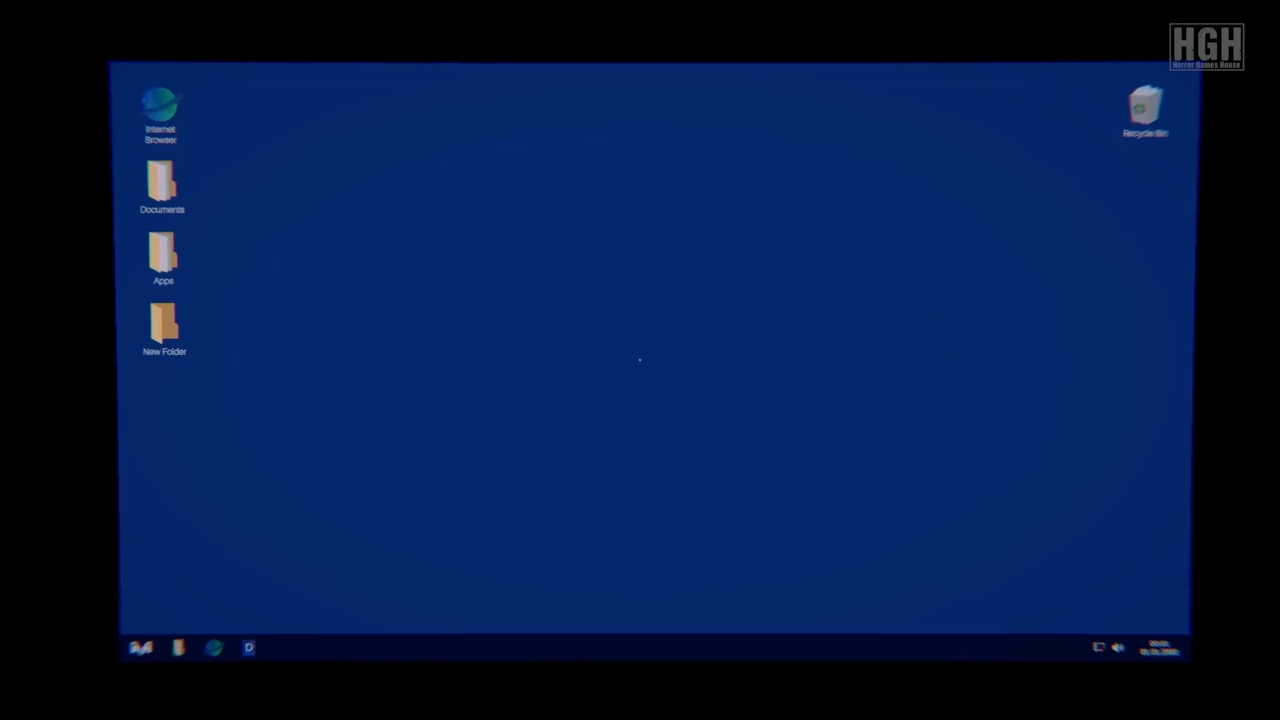 HGH
Horror Games House
Internet
Browser
Recycle Bin
Documents
Apps
New Folder
D